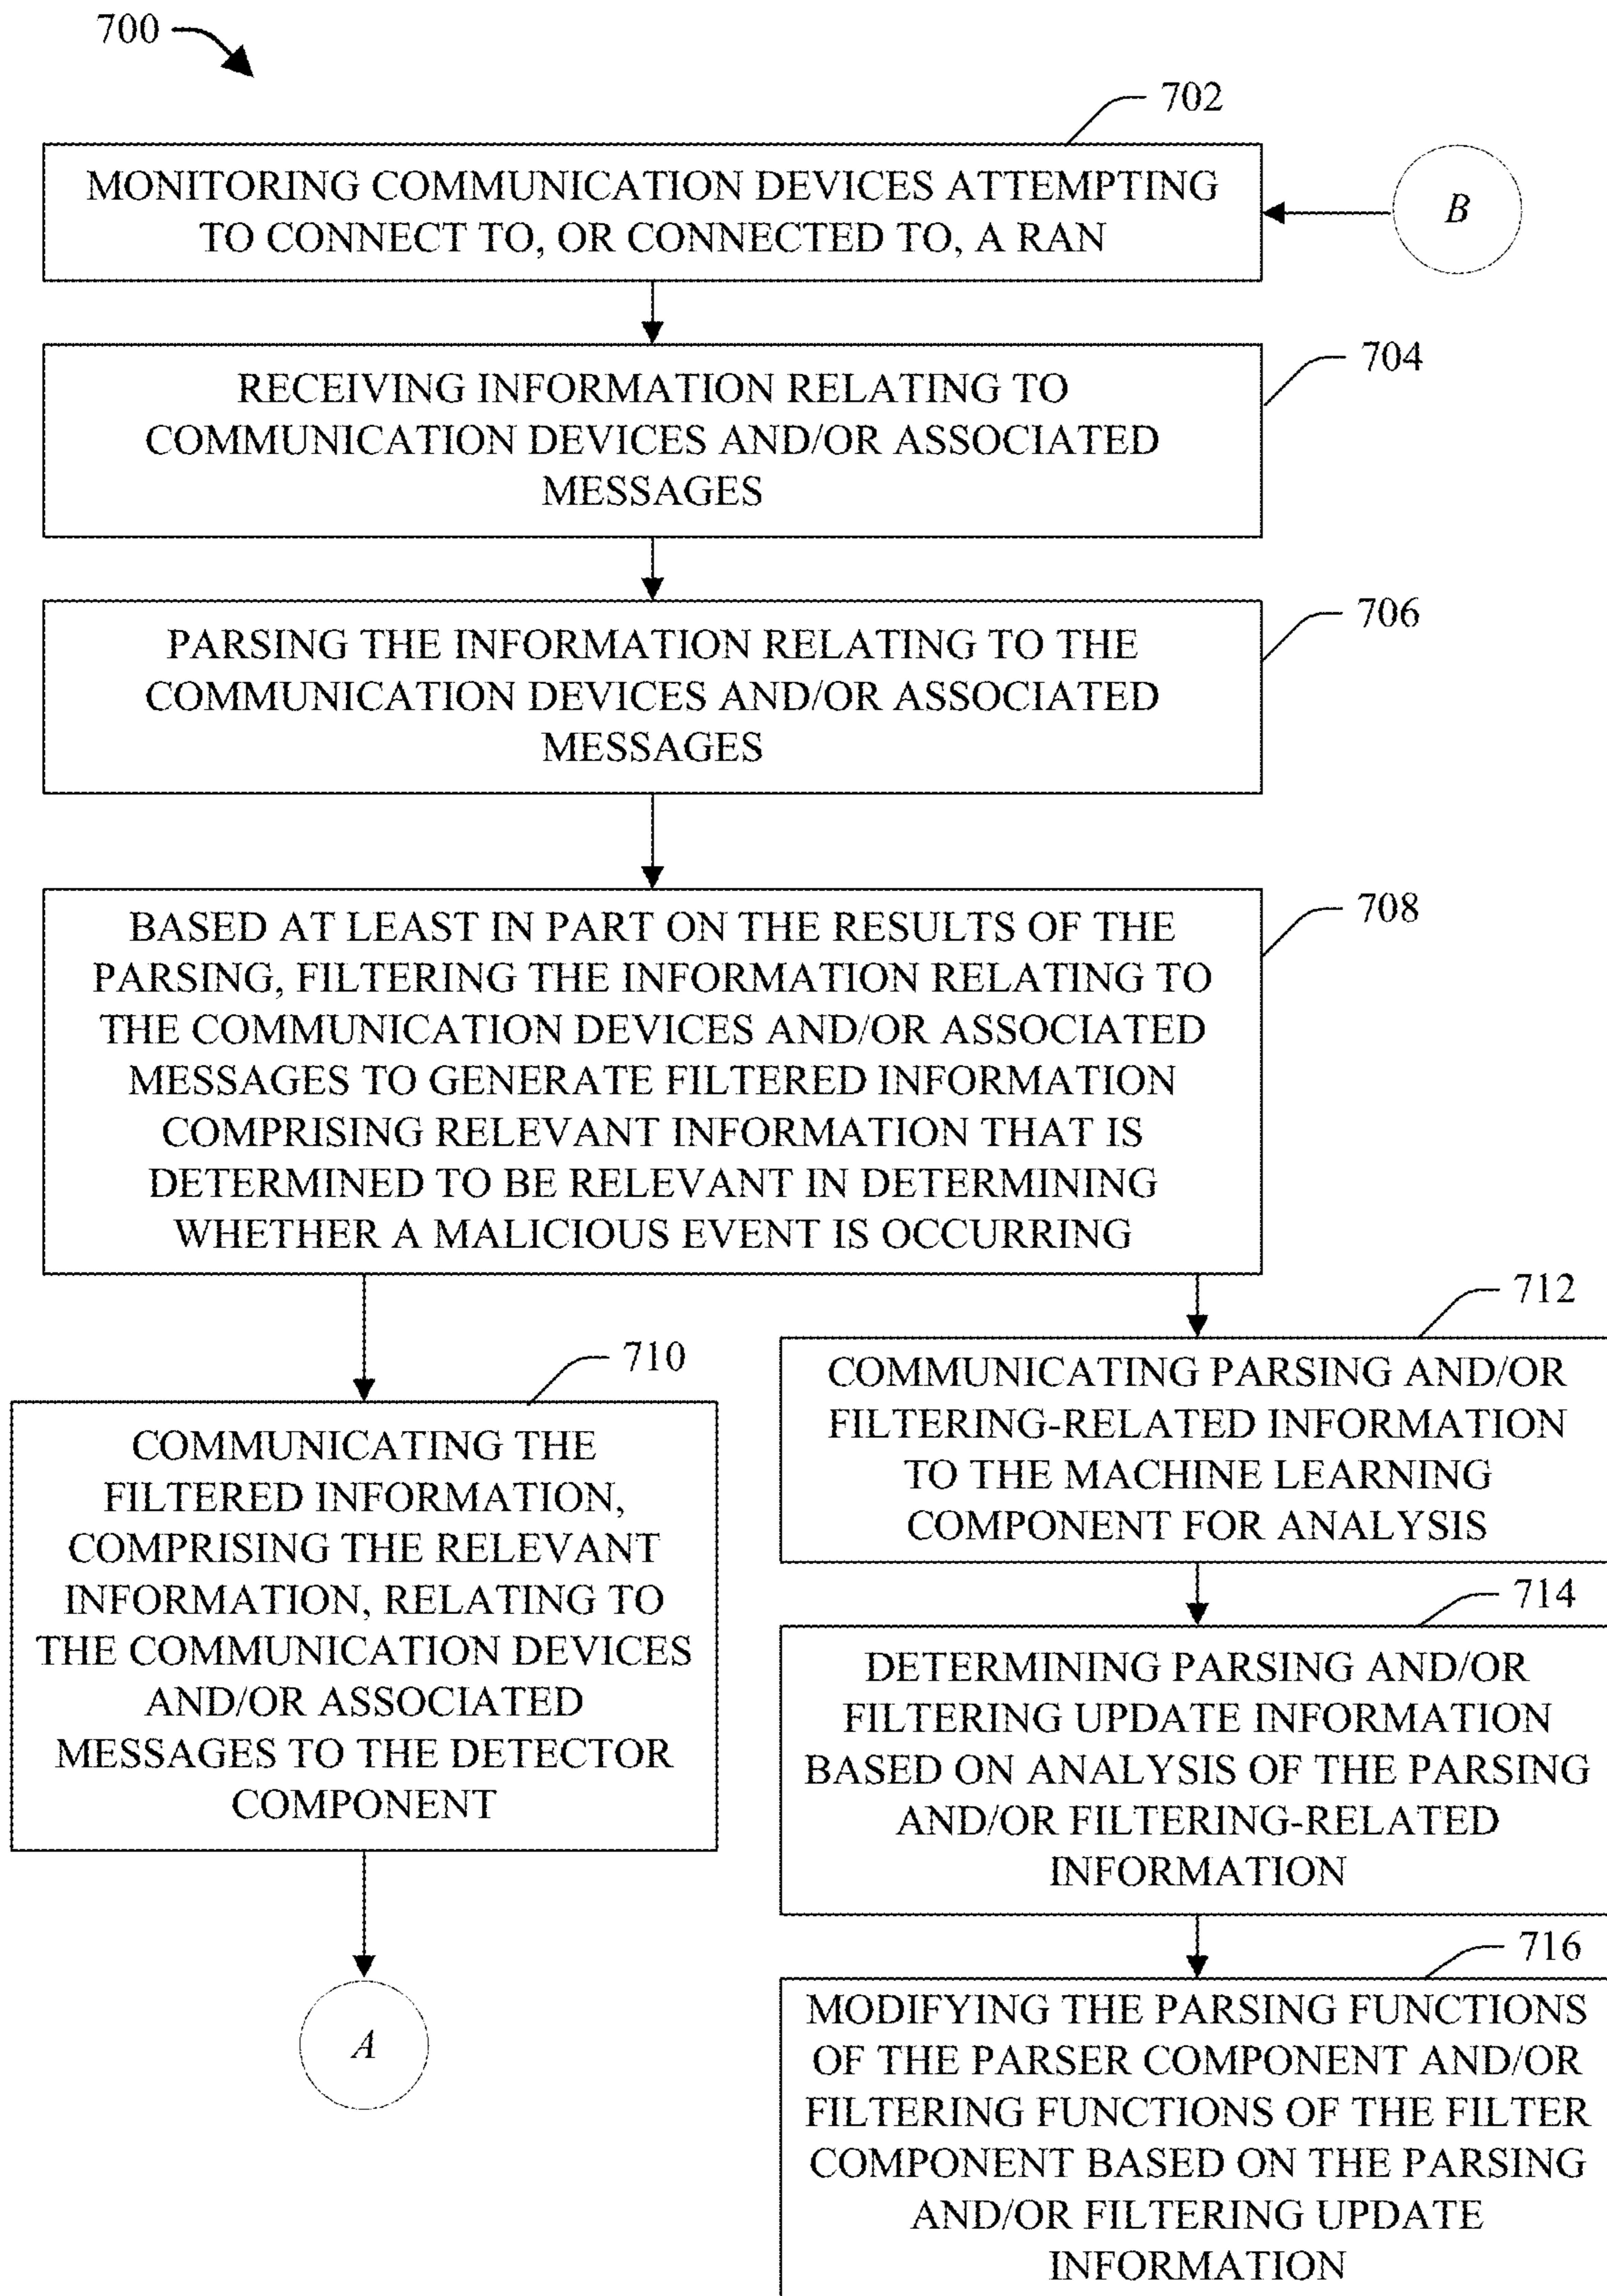 700
702
MONITORING COMMUNICATION DEVICES ATTEMPTING
TO CONNECT TO, OR CONNECTED TO, A RAN
B
704
RECEIVING INFORMATION RELATING TO
COMMUNICATION DEVICES AND/OR ASSOCIATED
MESSAGES
706
PARSING THE INFORMATION RELATING TO THE
COMMUNICATION DEVICES AND/OR ASSOCIATED
MESSAGES
708
BASED AT LEAST IN PART ON THE RESULTS OF THE
PARSING, FILTERING THE INFORMATION RELATING TO
THE COMMUNICATION DEVICES AND/OR ASSOCIATED
MESSAGES TO GENERATE FILTERED INFORMATION
COMPRISING RELEVANT INFORMATION THAT IS
DETERMINED TO BE RELEVANT IN DETERMINING
WHETHER A MALICIOUS EVENT IS OCCURRING
710
COMMUNICATING THE
FILTERED INFORMATION,
COMPRISING THE RELEVANT
INFORMATION, RELATING TO
THE COMMUNICATION DEVICES
AND/OR ASSOCIATED
MESSAGES TO THE DETECTOR
COMPONENT
A
712
COMMUNICATING PARSING AND/OR
FILTERING-RELATED INFORMATION
TO THE MACHINE LEARNING
COMPONENT FOR ANALYSIS
714
DETERMINING PARSING AND/OR
FILTERING UPDATE INFORMATION
BASED ON ANALYSIS OF THE PARSING
AND/OR FILTERING-RELATED
INFORMATION
716
MODIFYING THE PARSING FUNCTIONS
OF THE PARSER COMPONENT AND/OR
FILTERING FUNCTIONS OF THE FILTER
COMPONENT BASED ON THE PARSING
AND/OR FILTERING UPDATE
INFORMATION